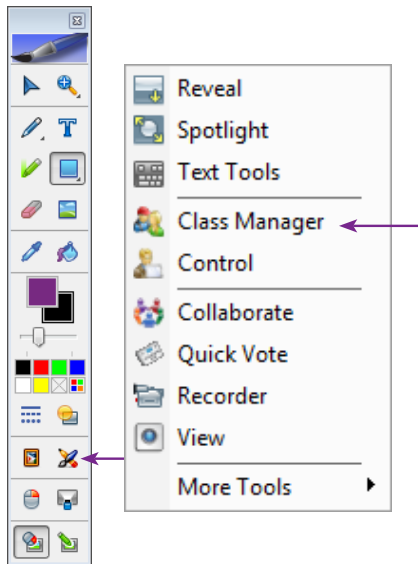 T
Reveal
Spotlight
Text Tools
Class Manager
Control
Collaborate
Quick Vote
Recorder
View
More Tools